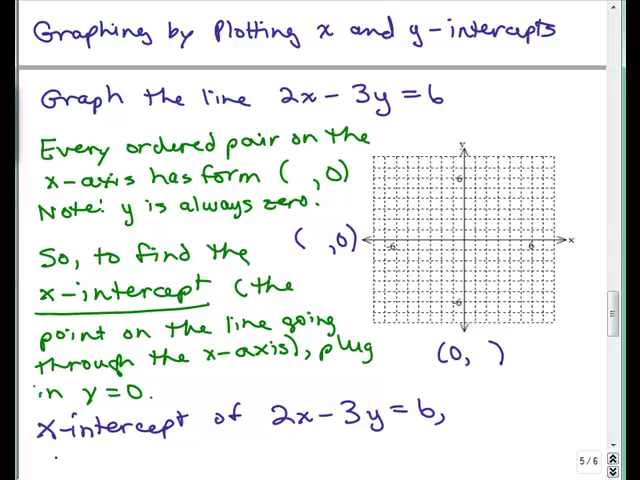 Graphing by Plotting x and y-intercepts
Graph the line 2x - 3y = 6
Every ordered pair on the
x-axis has form ( , 0)
Note: y is always zero.
So, to find the
x-intercept (the
point on the line going
through the x-axis), plug
in y = 0.
x-intercept of 2x - 3y = 6,
( , 0)
y
6
-6
6
x
-6
(0, )
5 / 6